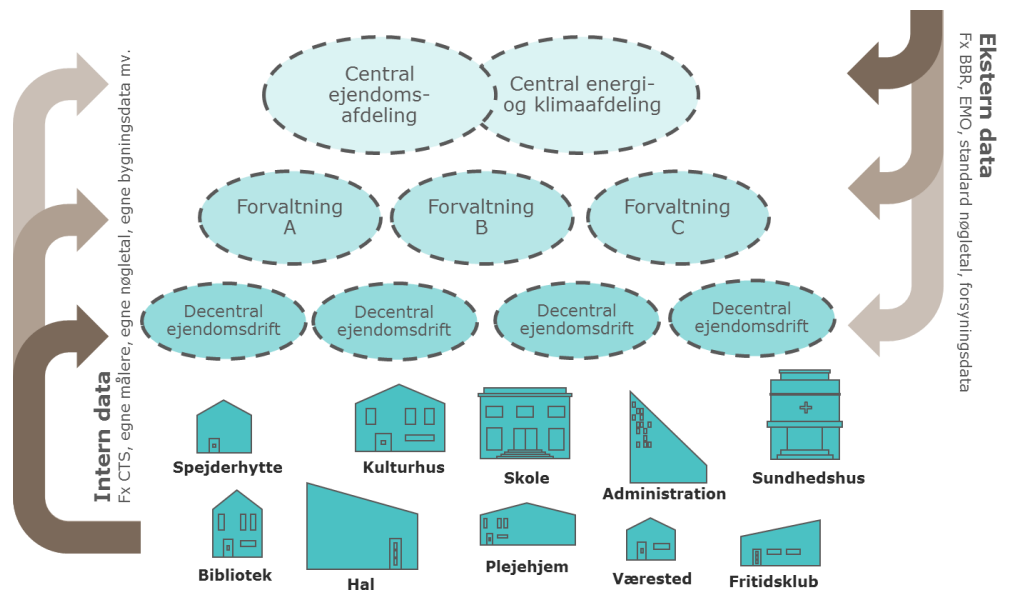 Central
ejendoms-
afdeling
Central energi-
og klimaafdeling
Forvaltning
A
Forvaltning
B
Forvaltning
C
Decentral
ejendomsdrift
Decentral
ejendomsdrift
Decentral
ejendomsdrift
Decentral
ejendomsdrift
Intern data
Fx CTS, egne målere, egne nøgletal, egne bygningsdata mv.
Ekstern data
Fx BBR, EMO, standard nøgletal, forsyningsdata
Spejderhytte
Kulturhus
Skole
Administration
Sundhedshus
Bibliotek
Hal
Plejehjem
Værested
Fritidsklub